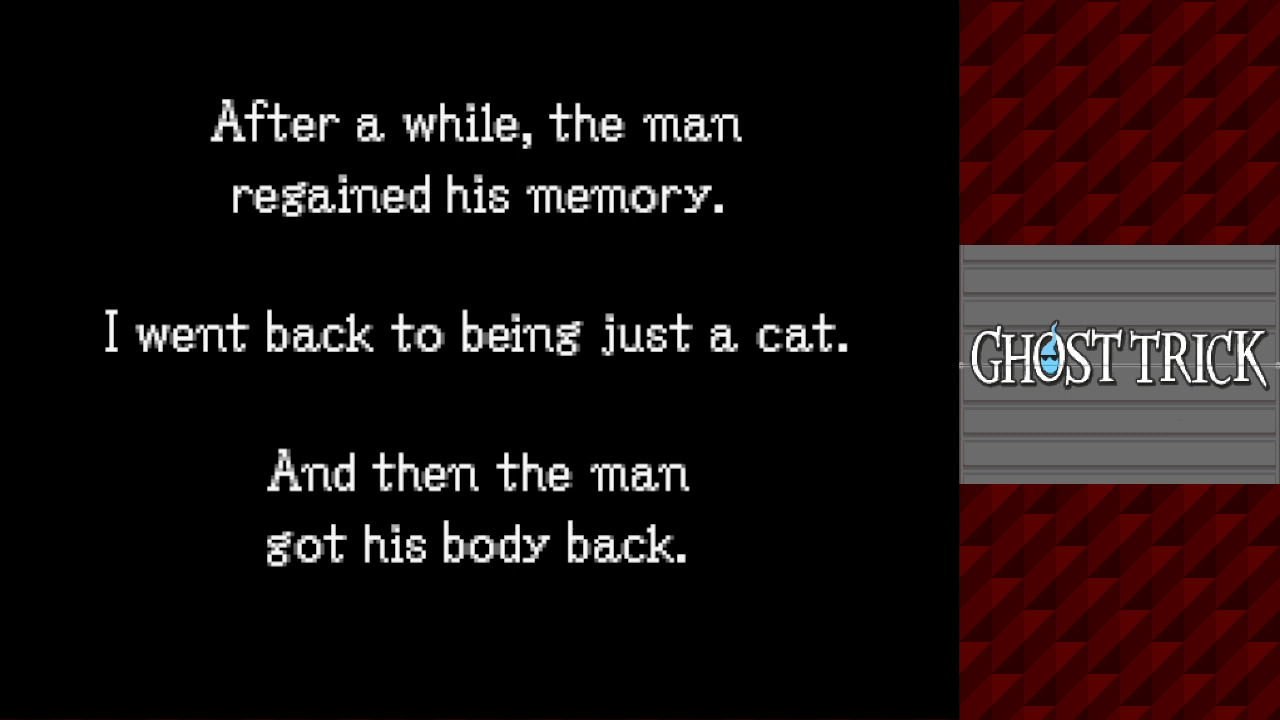 After a while, the man
regained his memory.
I went back to being just a cat.
And then the man
got his body back.
GHOST TRICK